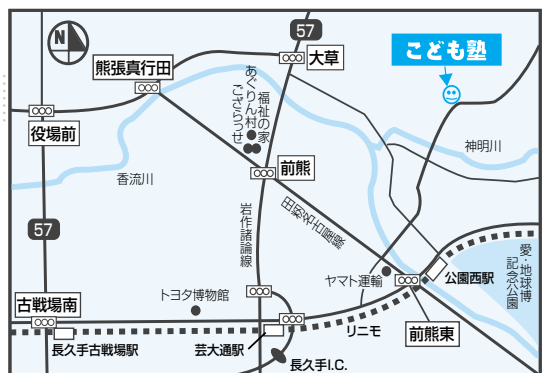 N
57
大草
こども塾
熊張真行田
あぐりん村
ござらっせ
福祉の家
役場前
前熊
神明川
香流川
57
岩作諸論線
田籾名古屋線
愛・地球博
記念公園
ヤマト運輸
公園西駅
トヨタ博物館
古戦場南
リニモ
前熊東
長久手古戦場駅
芸大通駅
長久手I.C.